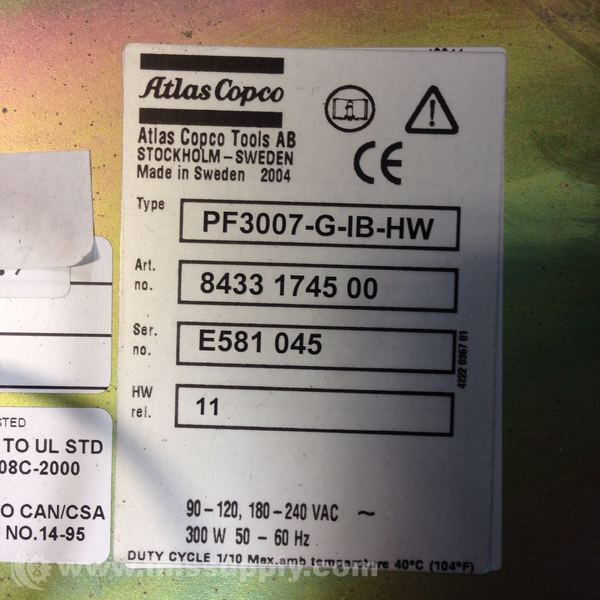 Atlas Copco
Atlas Copco Tools AB
STOCKHOLM – SWEDEN
Made in Sweden 2004
CE
Type PF3007-G-IB-HW
Art. no. 8433 1745 00
Ser. no. E581 045
HW rel. 11
4222 0967 01
90-120, 180-240 VAC ~
300 W 50 – 60 Hz
DUTY CYCLE 1/10 Max.amb temperature 40°C (104°F)
STED
TO UL STD
08C-2000
O CAN/CSA
NO.14-95